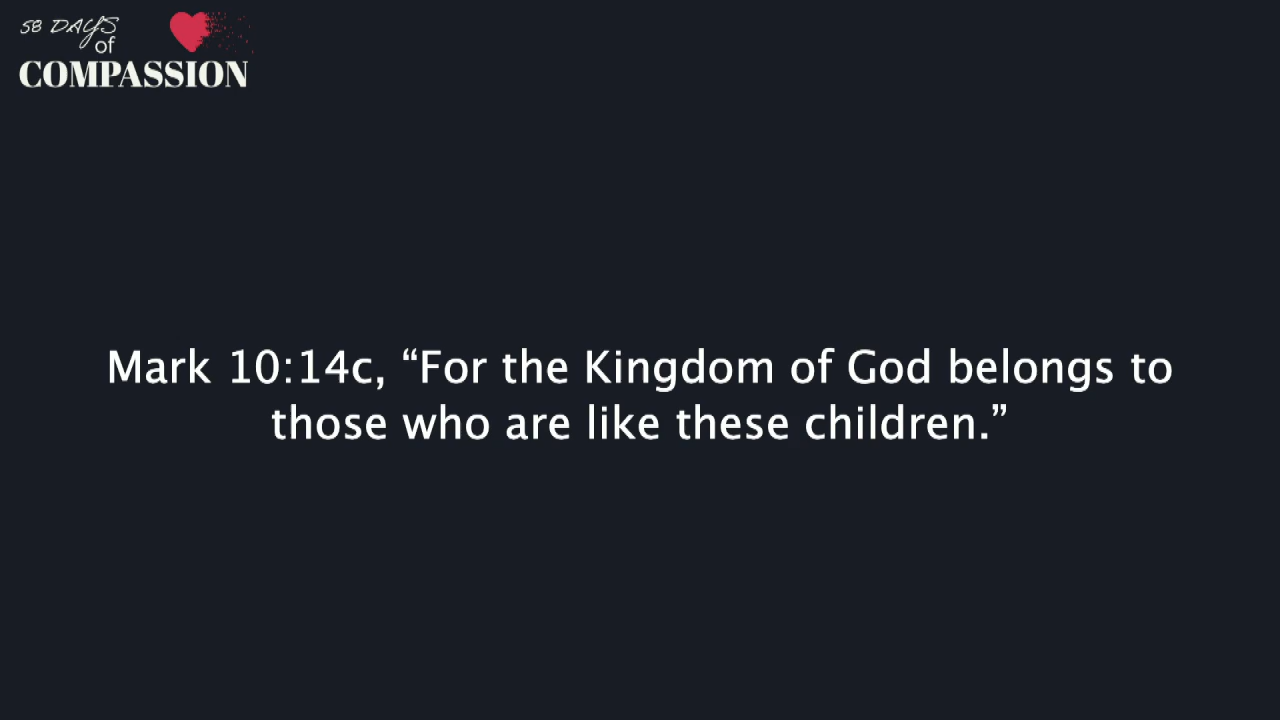 58 DAYS
of
COMPASSION
Mark 10:14c, “For the Kingdom of God belongs to
those who are like these children.”